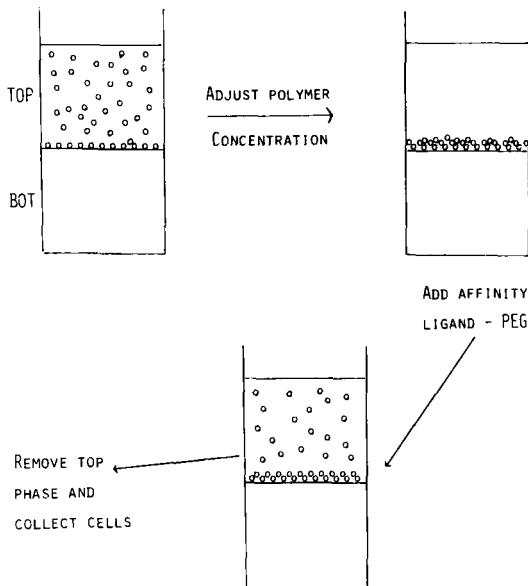 TOP
BOT
ADJUST POLYMER
CONCENTRATION
ADD AFFINITY
LIGAND - PEG
REMOVE TOP
PHASE AND
COLLECT CELLS